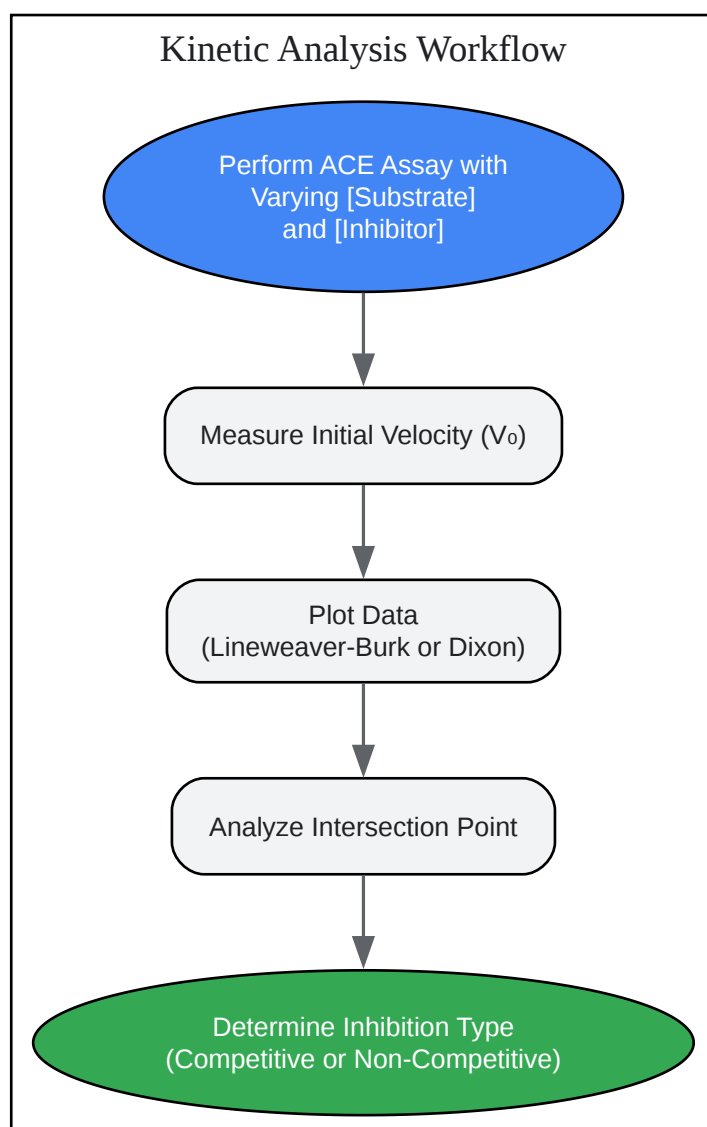 Kinetic Analysis Workflow
Perform ACE Assay with
Varying [Substrate]
and [Inhibitor]
Measure Initial Velocity (V₀)
Plot Data
(Lineweaver-Burk or Dixon)
Analyze Intersection Point
Determine Inhibition Type
(Competitive or Non-Competitive)